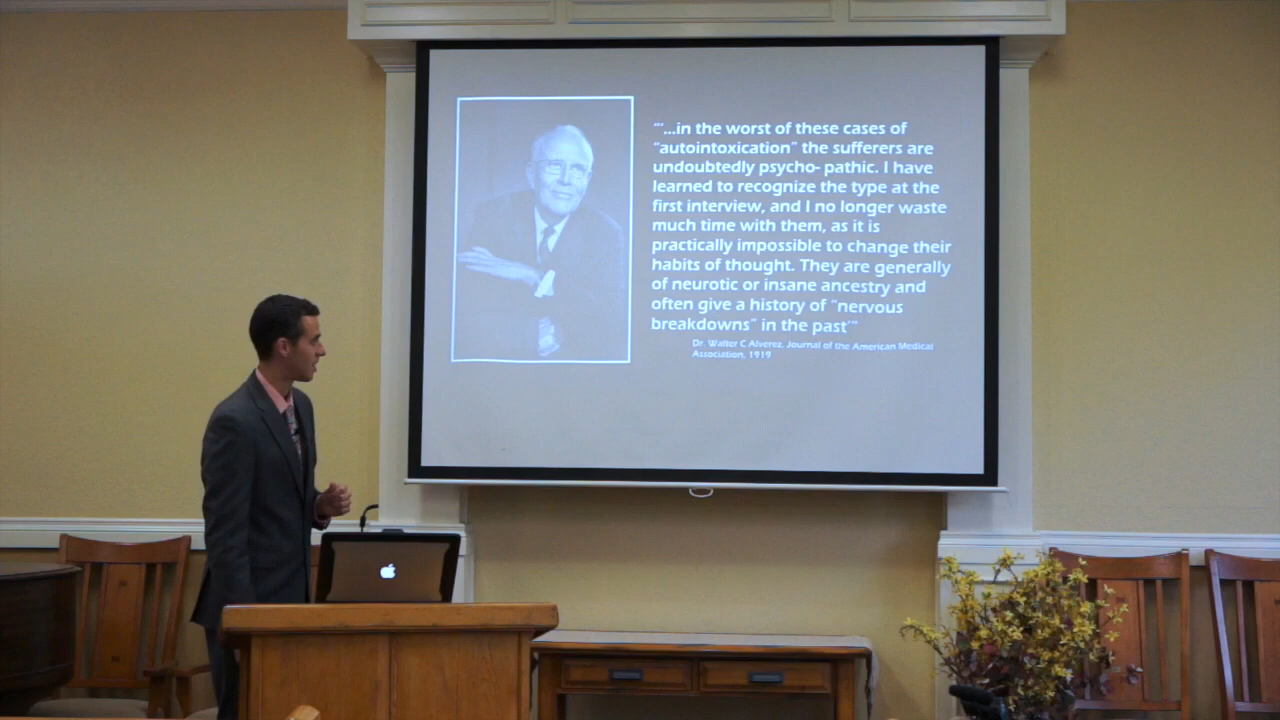 "'...in the worst of these cases of
"autointoxication" the sufferers are
undoubtedly psycho- pathic. I have
learned to recognize the type at the
first interview, and I no longer waste
much time with them, as it is
practically impossible to change their
habits of thought. They are generally
of neurotic or insane ancestry and
often give a history of "nervous
breakdowns" in the past'"
Dr. Walter C Alverez, Journal of the American Medical
Association, 1919